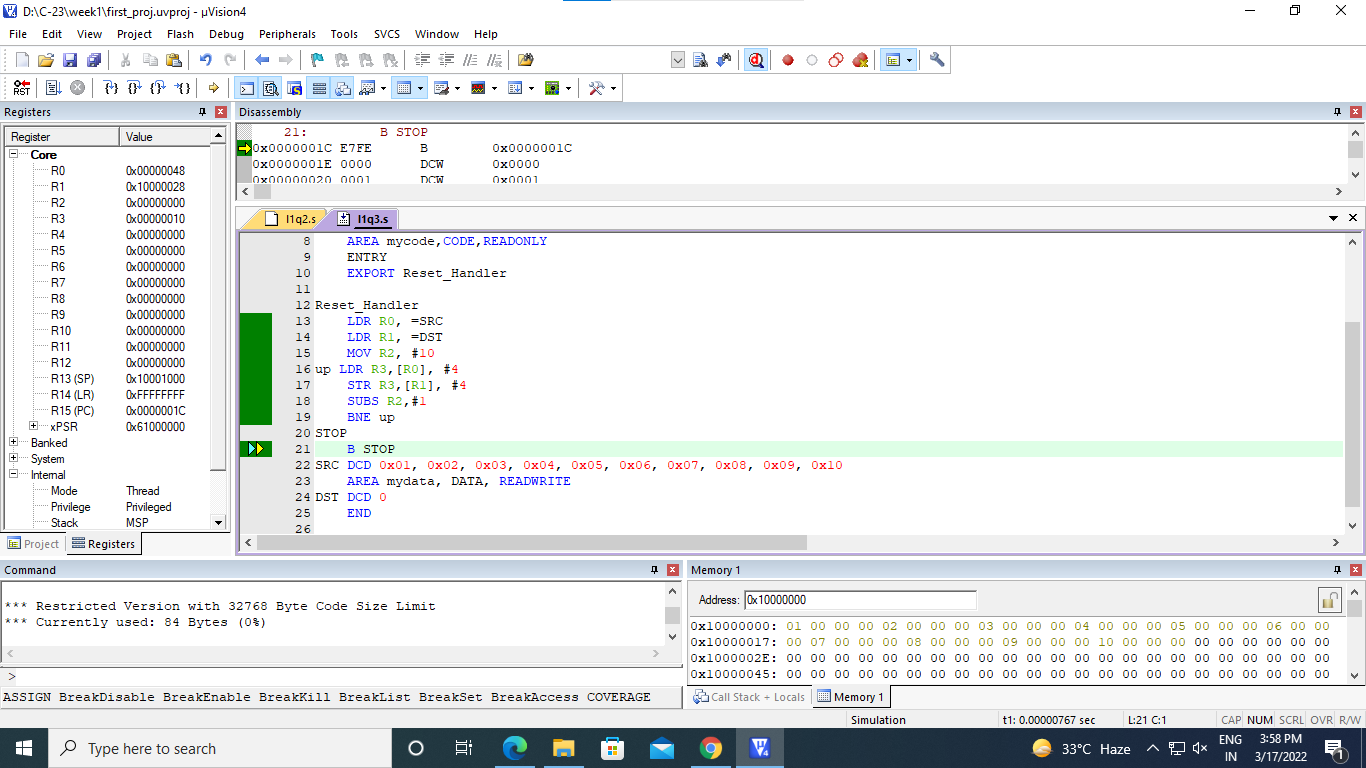 D:\C-23\week1\first_proj.uvproj - µVision4
File Edit View Project Flash Debug Peripherals Tools SVCS Window Help
RST
Registers
Register Value
Core
R0 0x00000048
R1 0x10000028
R2 0x00000000
R3 0x00000010
R4 0x00000000
R5 0x00000000
R6 0x00000000
R7 0x00000000
R8 0x00000000
R9 0x00000000
R10 0x00000000
R11 0x00000000
R12 0x00000000
R13 (SP) 0x10001000
R14 (LR) 0xFFFFFFFF
R15 (PC) 0x0000001C
xPSR 0x61000000
Banked
System
Internal
Mode Thread
Privilege Privileged
Stack MSP
Project Registers
Disassembly
21: B STOP
0x0000001C E7FE B 0x0000001C
0x0000001E 0000 DCW 0x0000
0x00000020 0001 DCW 0x0001
l1q2.s l1q3.s
8 AREA mycode,CODE,READONLY
9 ENTRY
10 EXPORT Reset_Handler
11
12 Reset_Handler
13 LDR R0, =SRC
14 LDR R1, =DST
15 MOV R2, #10
16 up LDR R3,[R0], #4
17 STR R3,[R1], #4
18 SUBS R2,#1
19 BNE up
20 STOP
21 B STOP
22 SRC DCD 0x01, 0x02, 0x03, 0x04, 0x05, 0x06, 0x07, 0x08, 0x09, 0x10
23 AREA mydata, DATA, READWRITE
24 DST DCD 0
25 END
26
Command
*** Restricted Version with 32768 Byte Code Size Limit
*** Currently used: 84 Bytes (0%)
>
ASSIGN BreakDisable BreakEnable BreakKill BreakList BreakSet BreakAccess COVERAGE
Memory 1
Address: 0x10000000
0x10000000: 01 00 00 00 02 00 00 00 03 00 00 00 04 00 00 00 05 00 00 00 06 00 00
0x10000017: 00 07 00 00 00 08 00 00 00 09 00 00 00 10 00 00 00 00 00 00 00 00 00
0x1000002E: 00 00 00 00 00 00 00 00 00 00 00 00 00 00 00 00 00 00 00 00 00 00 00
0x10000045: 00 00 00 00 00 00 00 00 00 00 00 00 00 00 00 00 00 00 00 00 00 00 00
Call Stack + Locals Memory 1
Simulation t1: 0.00000767 sec L:21 C:1 CAP NUM SCRL OVR R/W
Type here to search
33°C Haze
ENG
IN
3:58 PM
3/17/2022
1